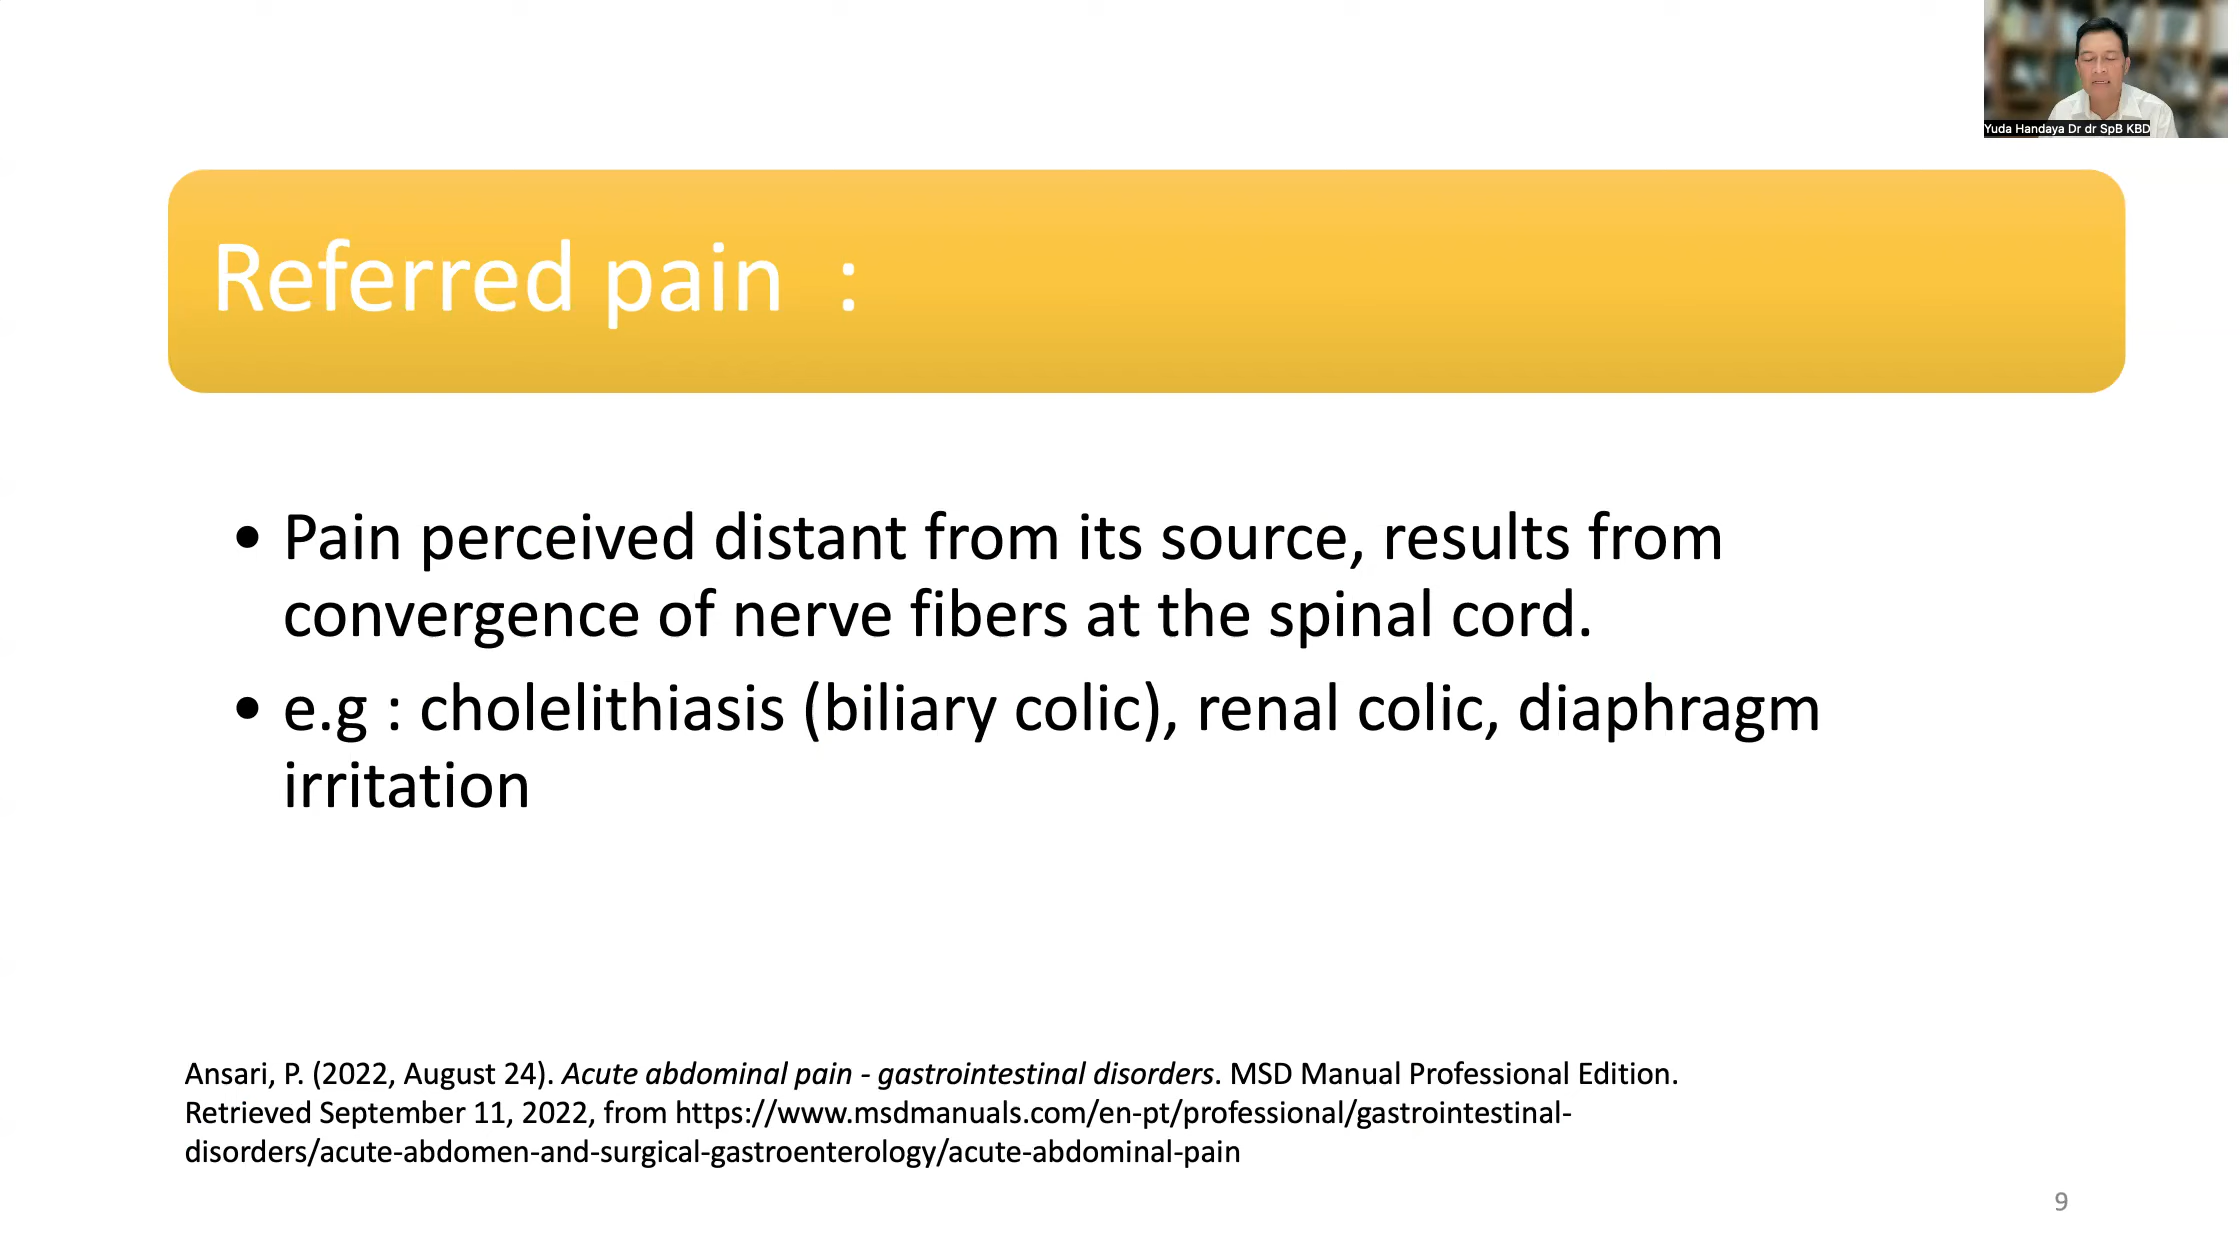 Yuda Handaya Dr dr SpB KBD
Referred pain :
• Pain perceived distant from its source, results from
convergence of nerve fibers at the spinal cord.
• e.g : cholelithiasis (biliary colic), renal colic, diaphragm
irritation
Ansari, P. (2022, August 24). Acute abdominal pain - gastrointestinal disorders. MSD Manual Professional Edition.
Retrieved September 11, 2022, from https://www.msdmanuals.com/en-pt/professional/gastrointestinal-
disorders/acute-abdomen-and-surgical-gastroenterology/acute-abdominal-pain
9